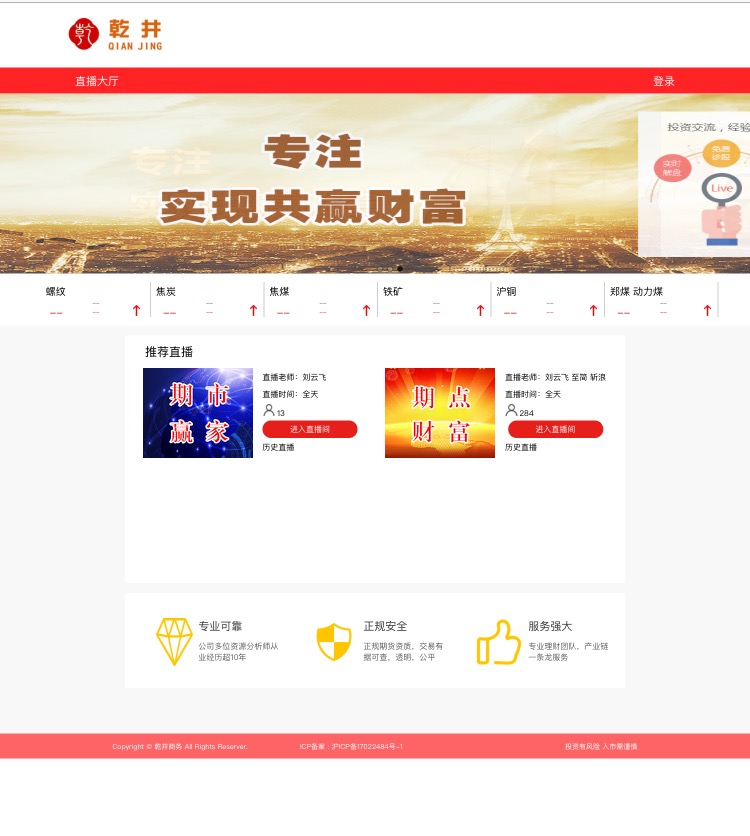 乾 井
QIAN JING
直播大厅
登录
专注
实现共赢财富
投资交流，经验
免费
实时
解盘
Live
螺纹
焦炭
焦煤
铁矿
沪铜
郑煤 动力煤
-- -- --
-- -- --
-- -- --
-- -- --
-- -- --
-- -- --
推荐直播
期 市
赢 家
直播老师：刘云飞
直播时间：全天
13
进入直播间
历史直播
期 点
财 富
直播老师：刘云飞 至简 斩浪
直播时间：全天
284
进入直播间
历史直播
专业可靠
公司多位资源分析师从
业经历超10年
正规安全
正规期货资质，交易有
据可查，透明，公平
服务强大
专业理财团队，产业链
一条龙服务
Copyright © 乾井商务 All Rights Reserver.
ICP备案 : 沪ICP备17022484号-1
投资有风险 入市需谨慎